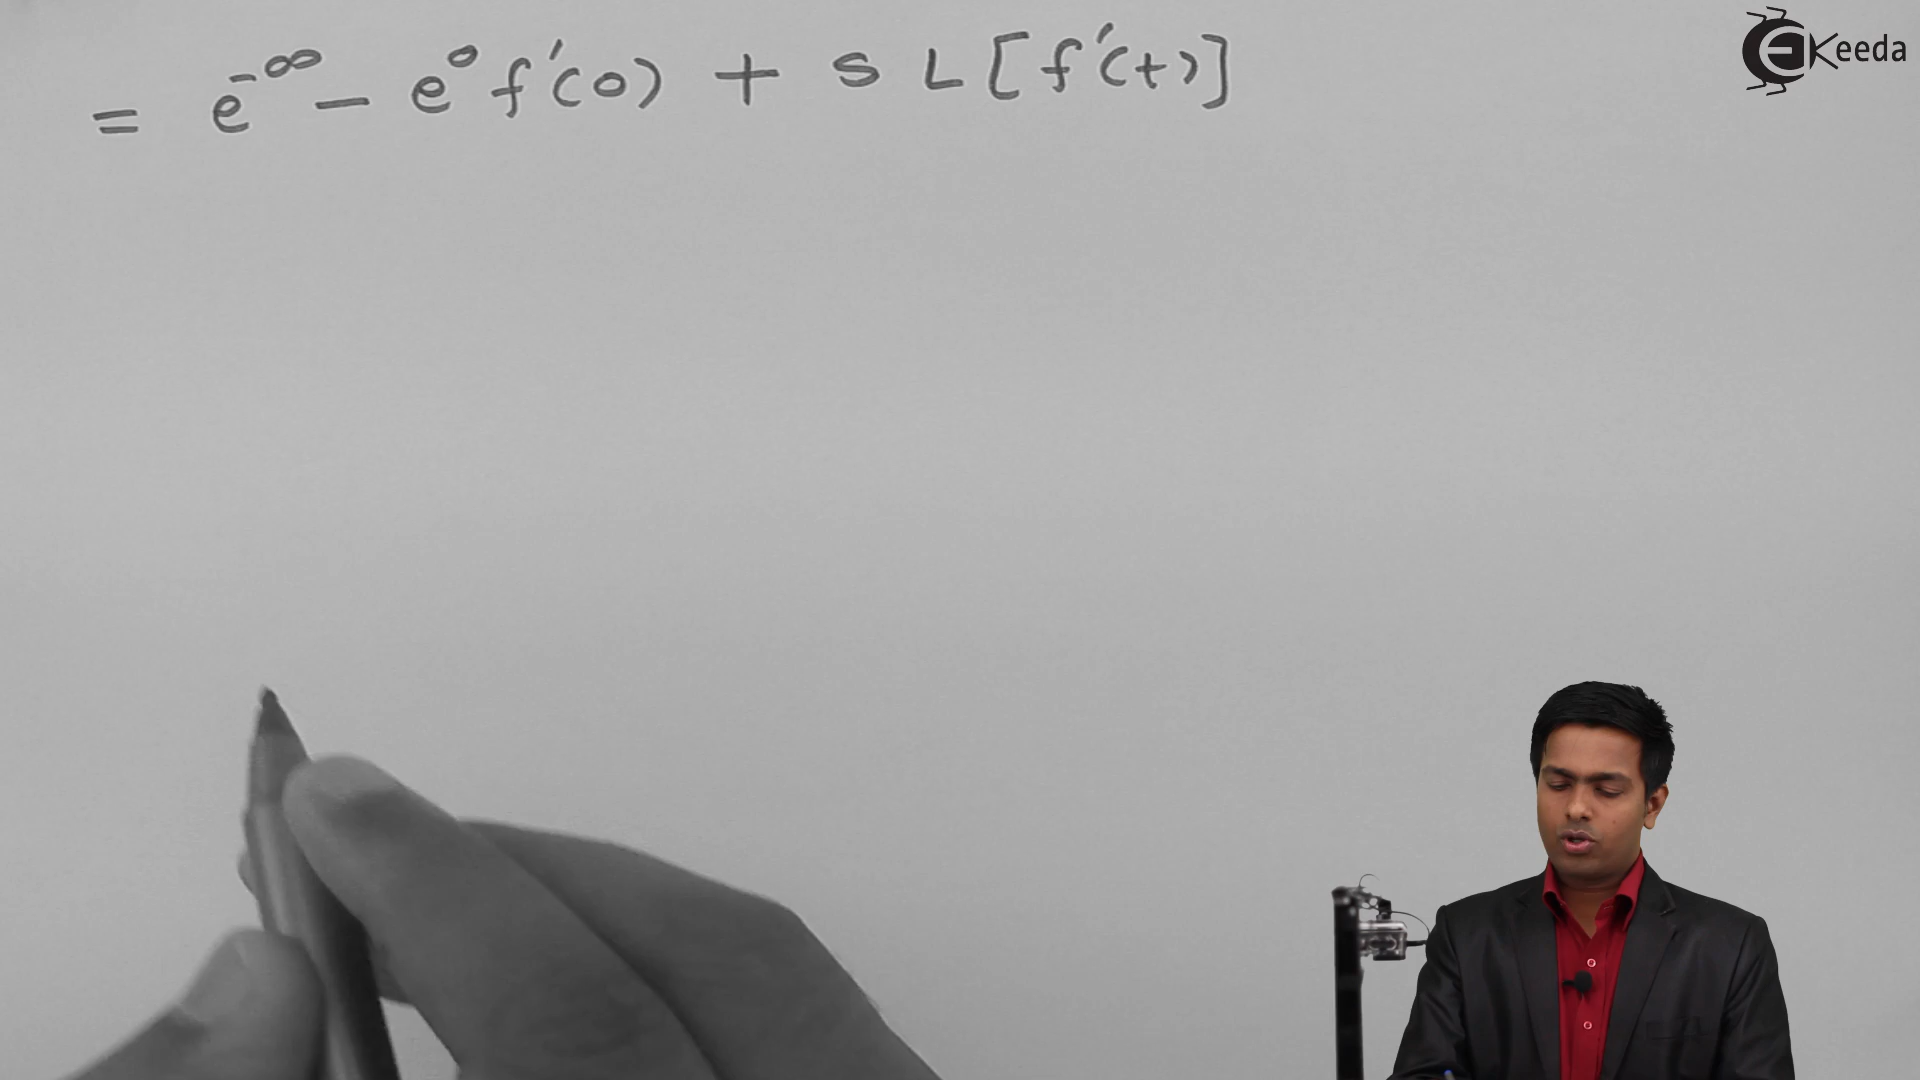 = e^-∞ - e^0 f'(0) + s L[f'(t)]
EKeeda